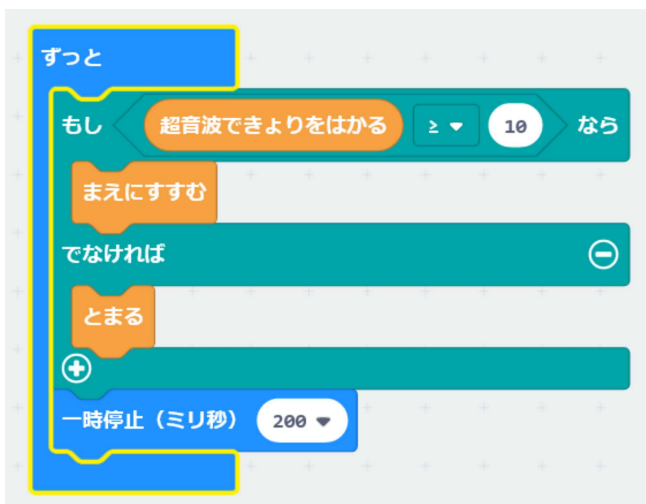 ずっと
もし 超音波できょりをはかる ≥ 10 なら
まえにすすむ
でなければ
とまる
一時停止（ミリ秒） 200